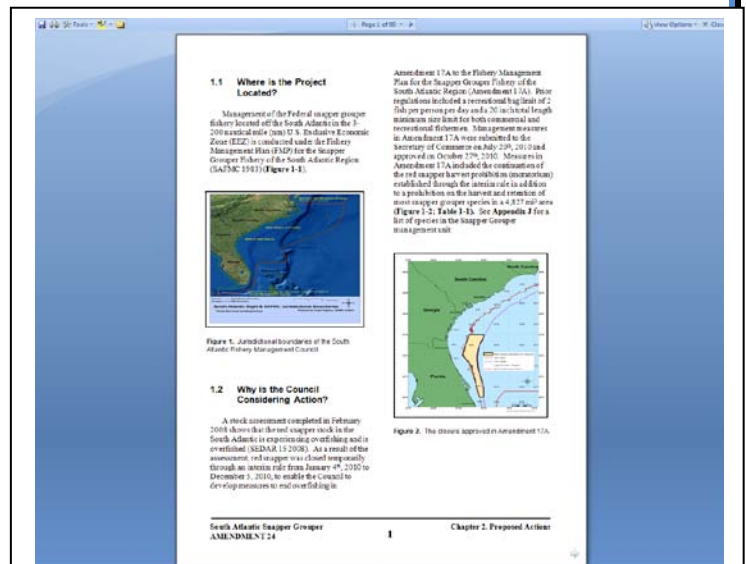 Tools
Page 1 of 80
View Options
1.1 Where is the Project
Located?
Management of the Federal snapper grouper
fishery located off the South Atlantic in the 3-
200 nautical mile (nm) U.S. Exclusive Economic
Zone (EEZ) is conducted under the Fishery
Management Plan (FMP) for the Snapper
Grouper Fishery of the South Atlantic Region
(SAFMC 1983) (Figure 1-1).
Figure 1. Jurisdictional boundaries of the South
Atlantic Fishery Management Council.
1.2 Why is the Council
Considering Action?
A stock assessment completed in February
2008 shows that the red snapper stock in the
South Atlantic is experiencing overfishing and is
overfished (SEDAR 15 2008). As a result of the
assessment, red snapper was closed temporarily
through an interim rule from January 4th, 2010 to
December 5, 2010, to enable the Council to
develop measures to end overfishing in
Amendment 17A to the Fishery Management
Plan for the Snapper Grouper Fishery of the
South Atlantic Region (Amendment 17A). Prior
regulations included a recreational bag limit of 2
fish per person per day and a 20 inch total length
minimum size limit for both commercial and
recreational fishermen. Management measures
in Amendment 17A were submitted to the
Secretary of Commerce on July 20th, 2010 and
approved on October 27th, 2010. Measures in
Amendment 17A included the continuation of
the red snapper harvest prohibition (moratorium)
established through the interim rule in addition
to a prohibition on the harvest and retention of
most snapper grouper species in a 4,827 mi² area
(Figure 1-2; Table 1-1). See Appendix J for a
list of species in the Snapper Grouper
management unit.
North Carolina
South Carolina
Georgia
Florida
Figure 2. The closure approved in Amendment 17A.
South Atlantic Snapper Grouper
AMENDMENT 24
1
Chapter 2. Proposed Actions